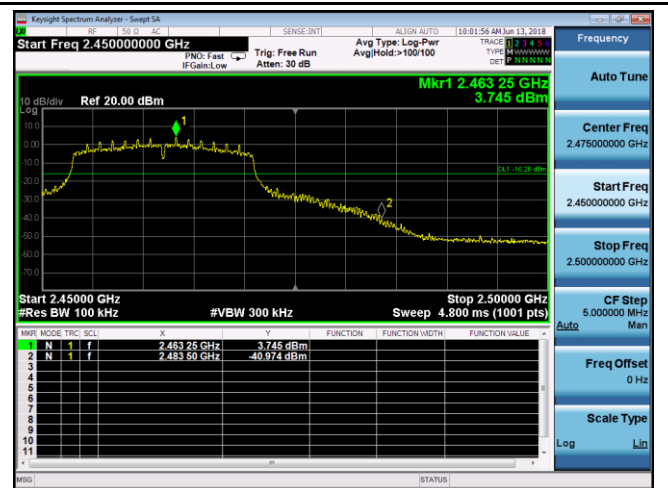 Keysight Spectrum Analyzer - Swept SA
RF 50 Ω AC SENSE:INT ALIGN AUTO 10:01:56 AM Jun 13, 2018
Start Freq 2.450000000 GHz
PNO: Fast
IFGain:Low
Trig: Free Run
Atten: 30 dB
Avg Type: Log-Pwr
Avg|Hold:>100/100
TRACE 1 2 3 4 5 6
TYPE M W W W W W
DET P N N N N N
Mkr1 2.463 25 GHz
3.745 dBm
10 dB/div Ref 20.00 dBm
Log
10.0
0.00
-10.0
-20.0
-30.0
-40.0
-50.0
-60.0
-70.0
1
DL1 -16.26 dBm
2
Start 2.45000 GHz Stop 2.50000 GHz
#Res BW 100 kHz #VBW 300 kHz Sweep 4.800 ms (1001 pts)
MKR MODE TRC SCL X Y FUNCTION FUNCTION WIDTH FUNCTION VALUE
1 N 1 f 2.463 25 GHz 3.745 dBm
2 N 1 f 2.483 50 GHz -40.974 dBm
3
4
5
6
7
8
9
10
11
MSG STATUS
Frequency
Auto Tune
Center Freq
2.475000000 GHz
Start Freq
2.450000000 GHz
Stop Freq
2.500000000 GHz
CF Step
5.000000 MHz
Auto Man
Freq Offset
0 Hz
Scale Type
Log Lin